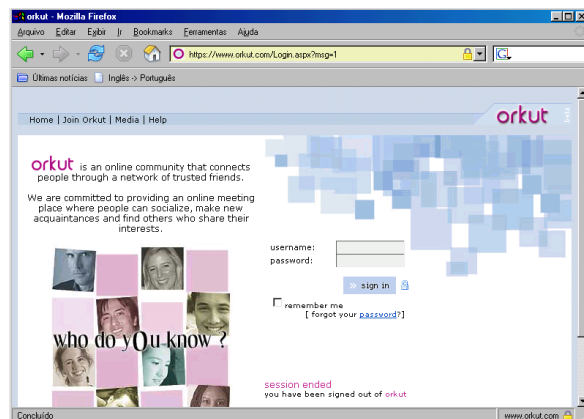 orkut - Mozilla Firefox
Arquivo Editar Exibir Ir Bookmarks Ferramentas Ajuda
https://www.orkut.com/Login.aspx?msg=1
G
Últimas notícias Inglês -> Português
Home | Join Orkut | Media | Help
orkut beta
orkut is an online community that connects
people through a network of trusted friends.
We are committed to providing an online meeting
place where people can socialize, make new
acquaintances and find others who share their
interests.
username:
password:
» sign in
remember me
[ forgot your password?]
who do yOu know ?
session ended
you have been signed out of orkut
Concluído
www.orkut.com